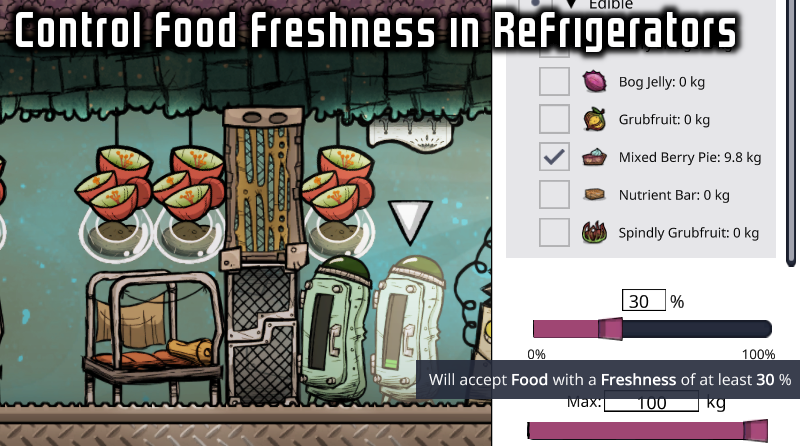 Control Food Freshness in Refrigerators
Edible
Bog Jelly: 0 kg
Grubfruit: 0 kg
Mixed Berry Pie: 9.8 kg
Nutrient Bar: 0 kg
Spindly Grubfruit: 0 kg
30 %
0% 100%
Will accept Food with a Freshness of at least 30 %
Max: 100 kg